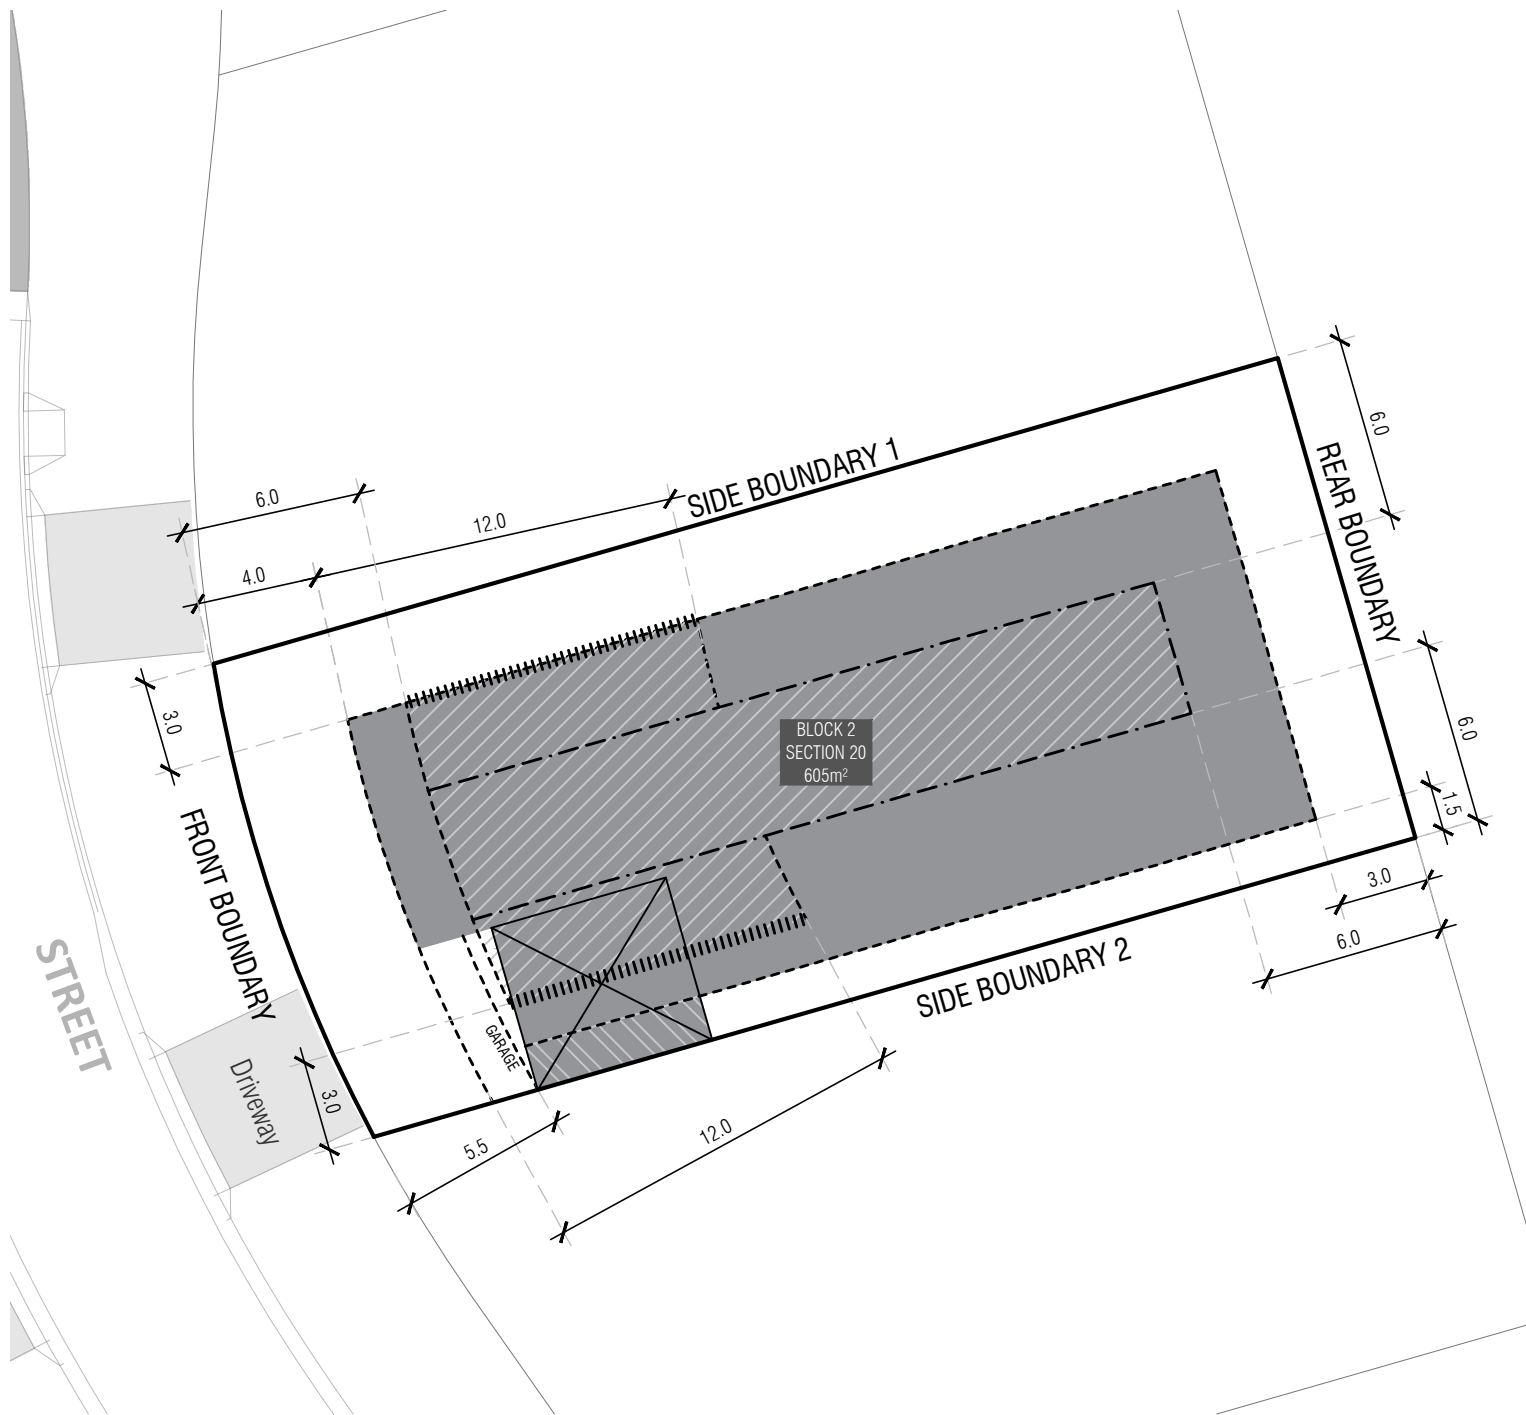 SIDE BOUNDARY 1
6.0
12.0
4.0
6.0
REAR BOUNDARY
3.0
BLOCK 2
SECTION 20
605m²
6.0
1.5
FRONT BOUNDARY
3.0
6.0
SIDE BOUNDARY 2
STREET
GARAGE
Driveway
3.0
5.5
12.0